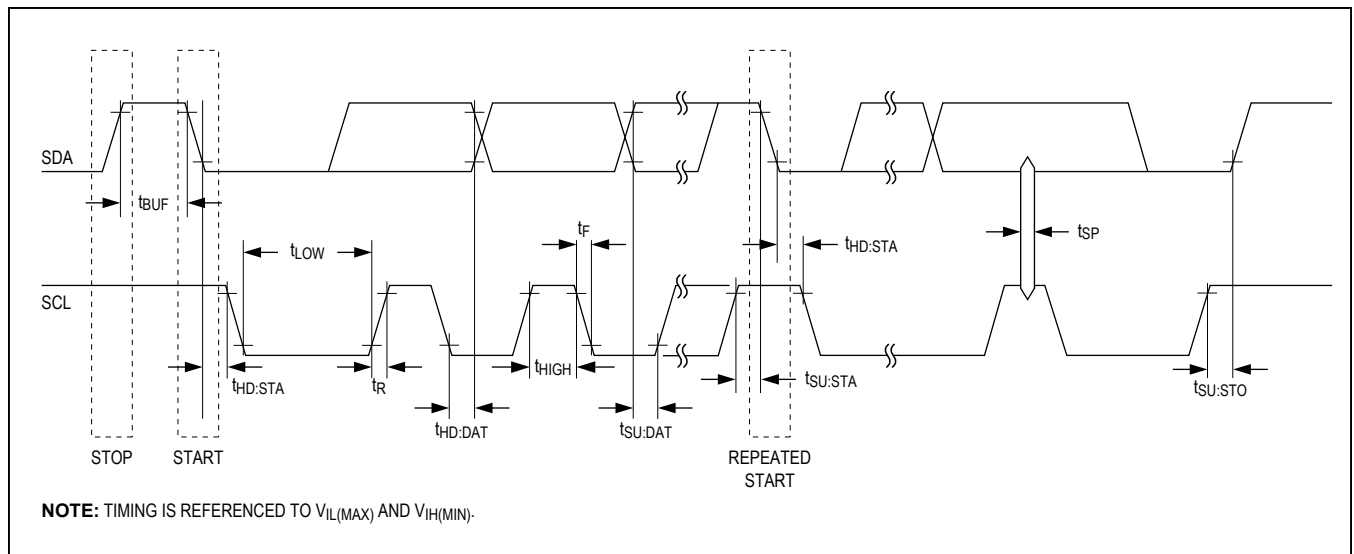 SDA
tBUF
tF
tLOW
tHD:STA
tSP
SCL
tHD:STA
tR
tHIGH
tSU:STA
tSU:STO
tHD:DAT
tSU:DAT
STOP
START
REPEATED
START
NOTE: TIMING IS REFERENCED TO VIL(MAX) AND VIH(MIN).